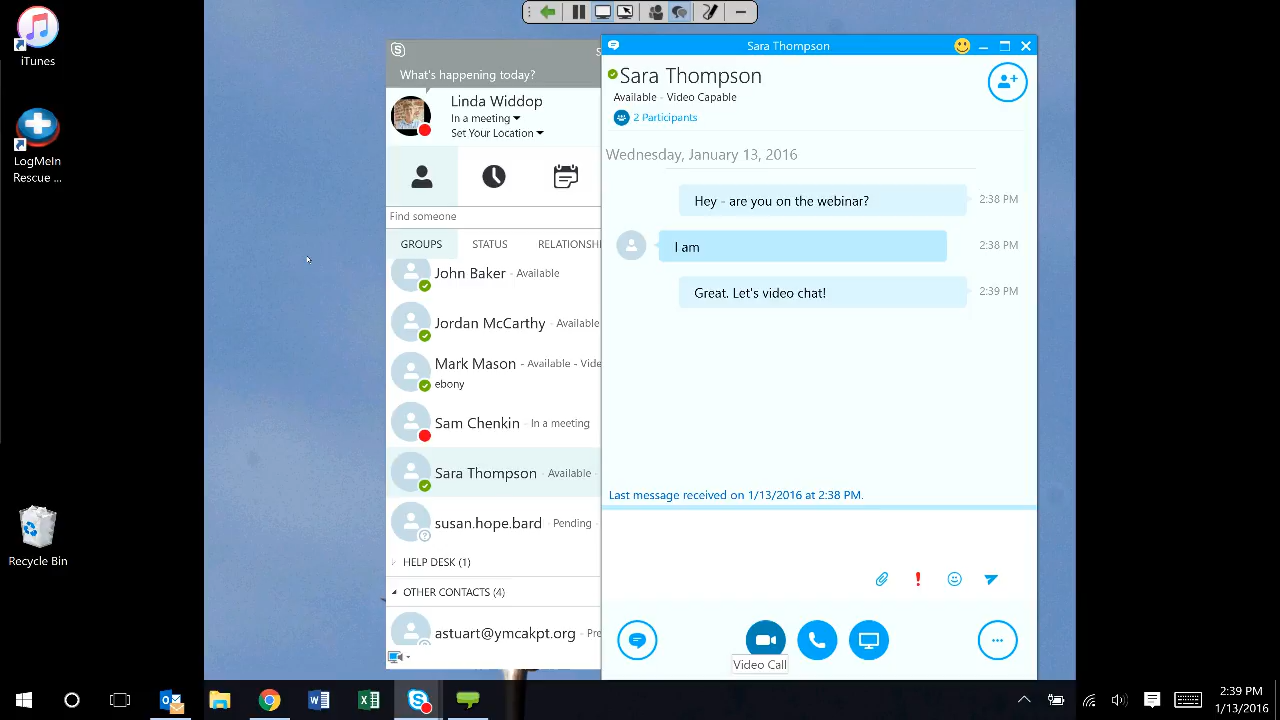 iTunes
LogMeIn
Rescue ...
Recycle Bin
S
What's happening today?
Linda Widdop
In a meeting
Set Your Location
Find someone
GROUPS STATUS RELATIONSH
John Baker - Available
Jordan McCarthy - Available
Mark Mason - Available - Vide
ebony
Sam Chenkin - In a meeting
Sara Thompson - Available -
susan.hope.bard - Pending -
HELP DESK (1)
OTHER CONTACTS (4)
astuart@ymcakpt.org - Pre
Sara Thompson
Sara Thompson
Available - Video Capable
2 Participants
Wednesday, January 13, 2016
Hey - are you on the webinar? 2:38 PM
I am 2:38 PM
Great. Let's video chat! 2:39 PM
Last message received on 1/13/2016 at 2:38 PM.
Video Call
2:39 PM
1/13/2016